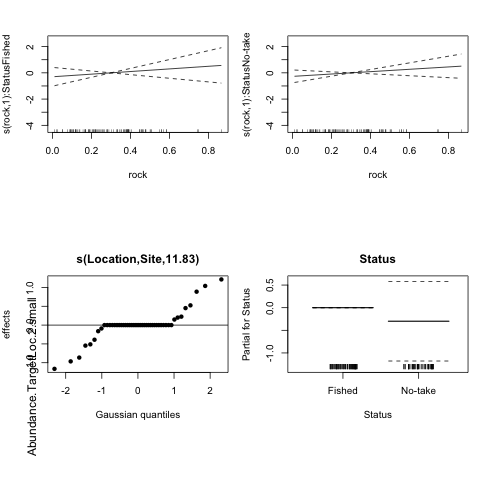 s(rock,1):StatusFished
2
0
-2
-4
0.0 0.2 0.4 0.6 0.8
rock
s(rock,1):StatusNo-take
2
0
-2
-4
0.0 0.2 0.4 0.6 0.8
rock
s(Location,Site,11.83)
effects
Abundance.Target.Loc.2.small
1.0
-2 -1 0 1 2
Gaussian quantiles
Status
Partial for Status
0.5
0.0
-1.0
Fished No-take
Status